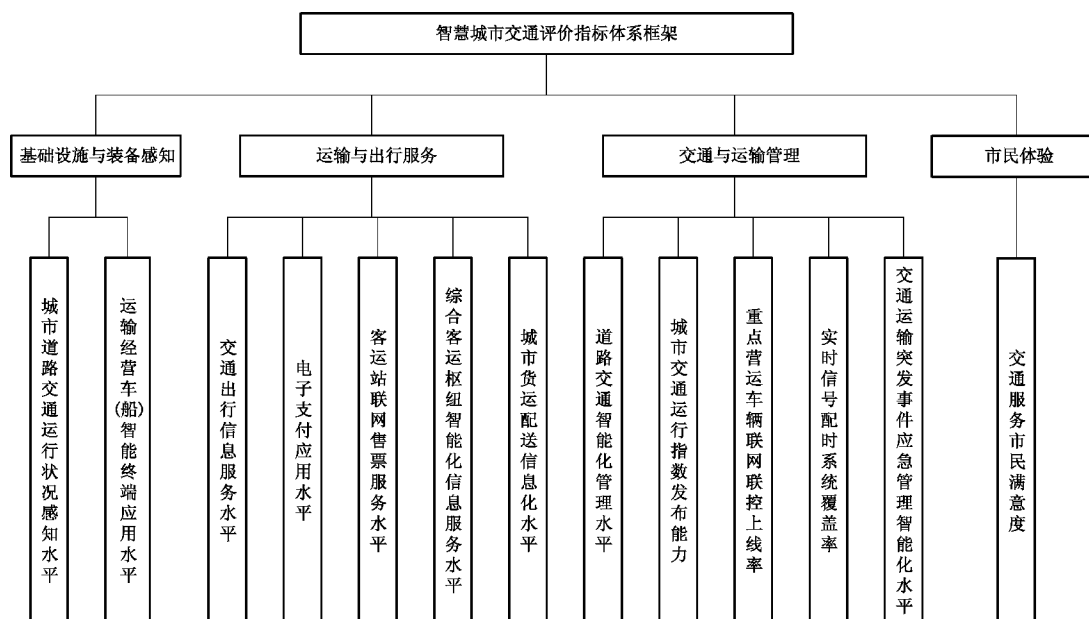 智慧城市交通评价指标体系框架
基础设施与装备感知
运输与出行服务
交通与运输管理
市民体验
城市道路交通运行状况感知水平
运输经营车(船)智能终端应用水平
交通出行信息服务水平
电子支付应用水平
客运站联网售票服务水平
综合客运枢纽智能化信息服务水平
城市货运配送信息化水平
道路交通智能化管理水平
城市交通运行指数发布能力
重点营运车辆联网联控上线率
实时信号配时系统覆盖率
交通运输突发事件应急管理智能化水平
交通服务市民满意度